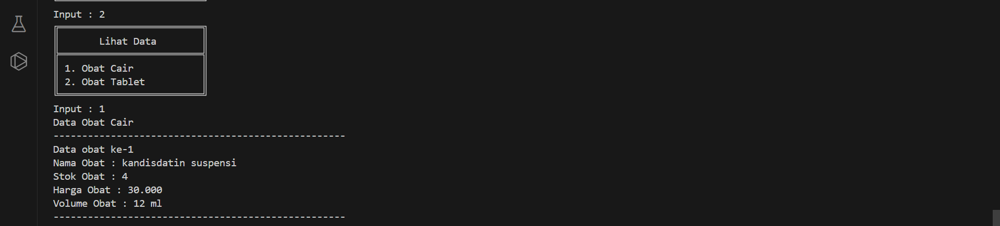 Input : 2
Lihat Data
1. Obat Cair
2. Obat Tablet
Input : 1
Data Obat Cair
---------------------------------------------------
Data obat ke-1
Nama Obat : kandisdatin suspensi
Stok Obat : 4
Harga Obat : 30.000
Volume Obat : 12 ml
---------------------------------------------------